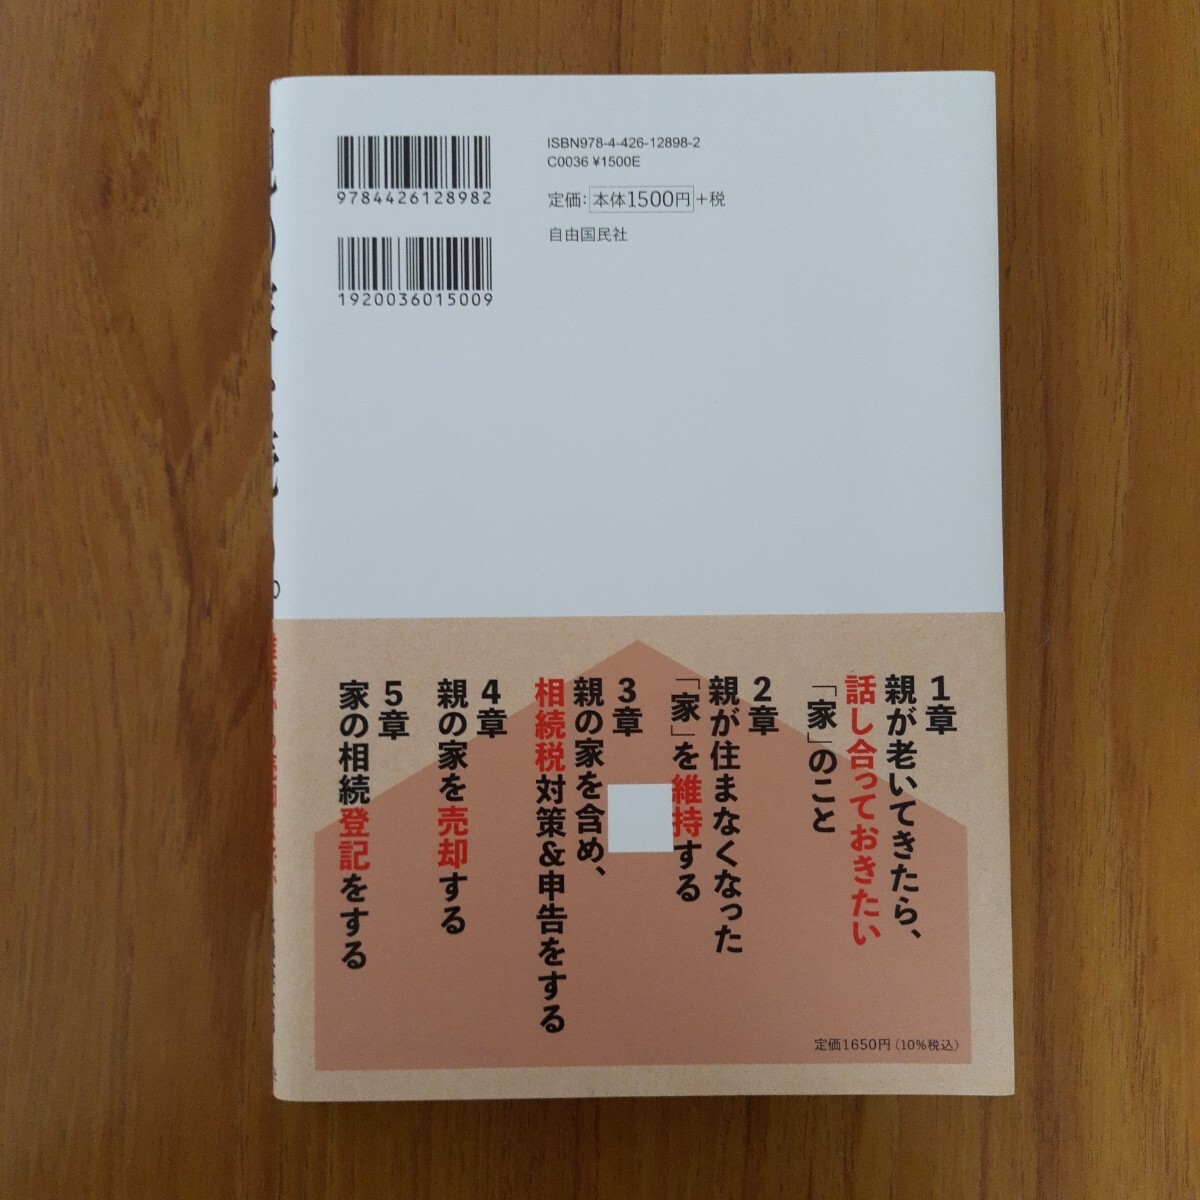 9784426128982
1920036015009
ISBN978-4-426-12898-2
C0036 ¥1500E
定価：本体1500円＋税
自由国民社
1章
親が老いてきたら、
話し合っておきたい
「家」のこと
2章
親が住まなくなった
「家」を維持する
3章
親の家を含め、
相続税対策&申告をする
4章
親の家を売却する
5章
家の相続登記をする
定価1650円（10%税込）